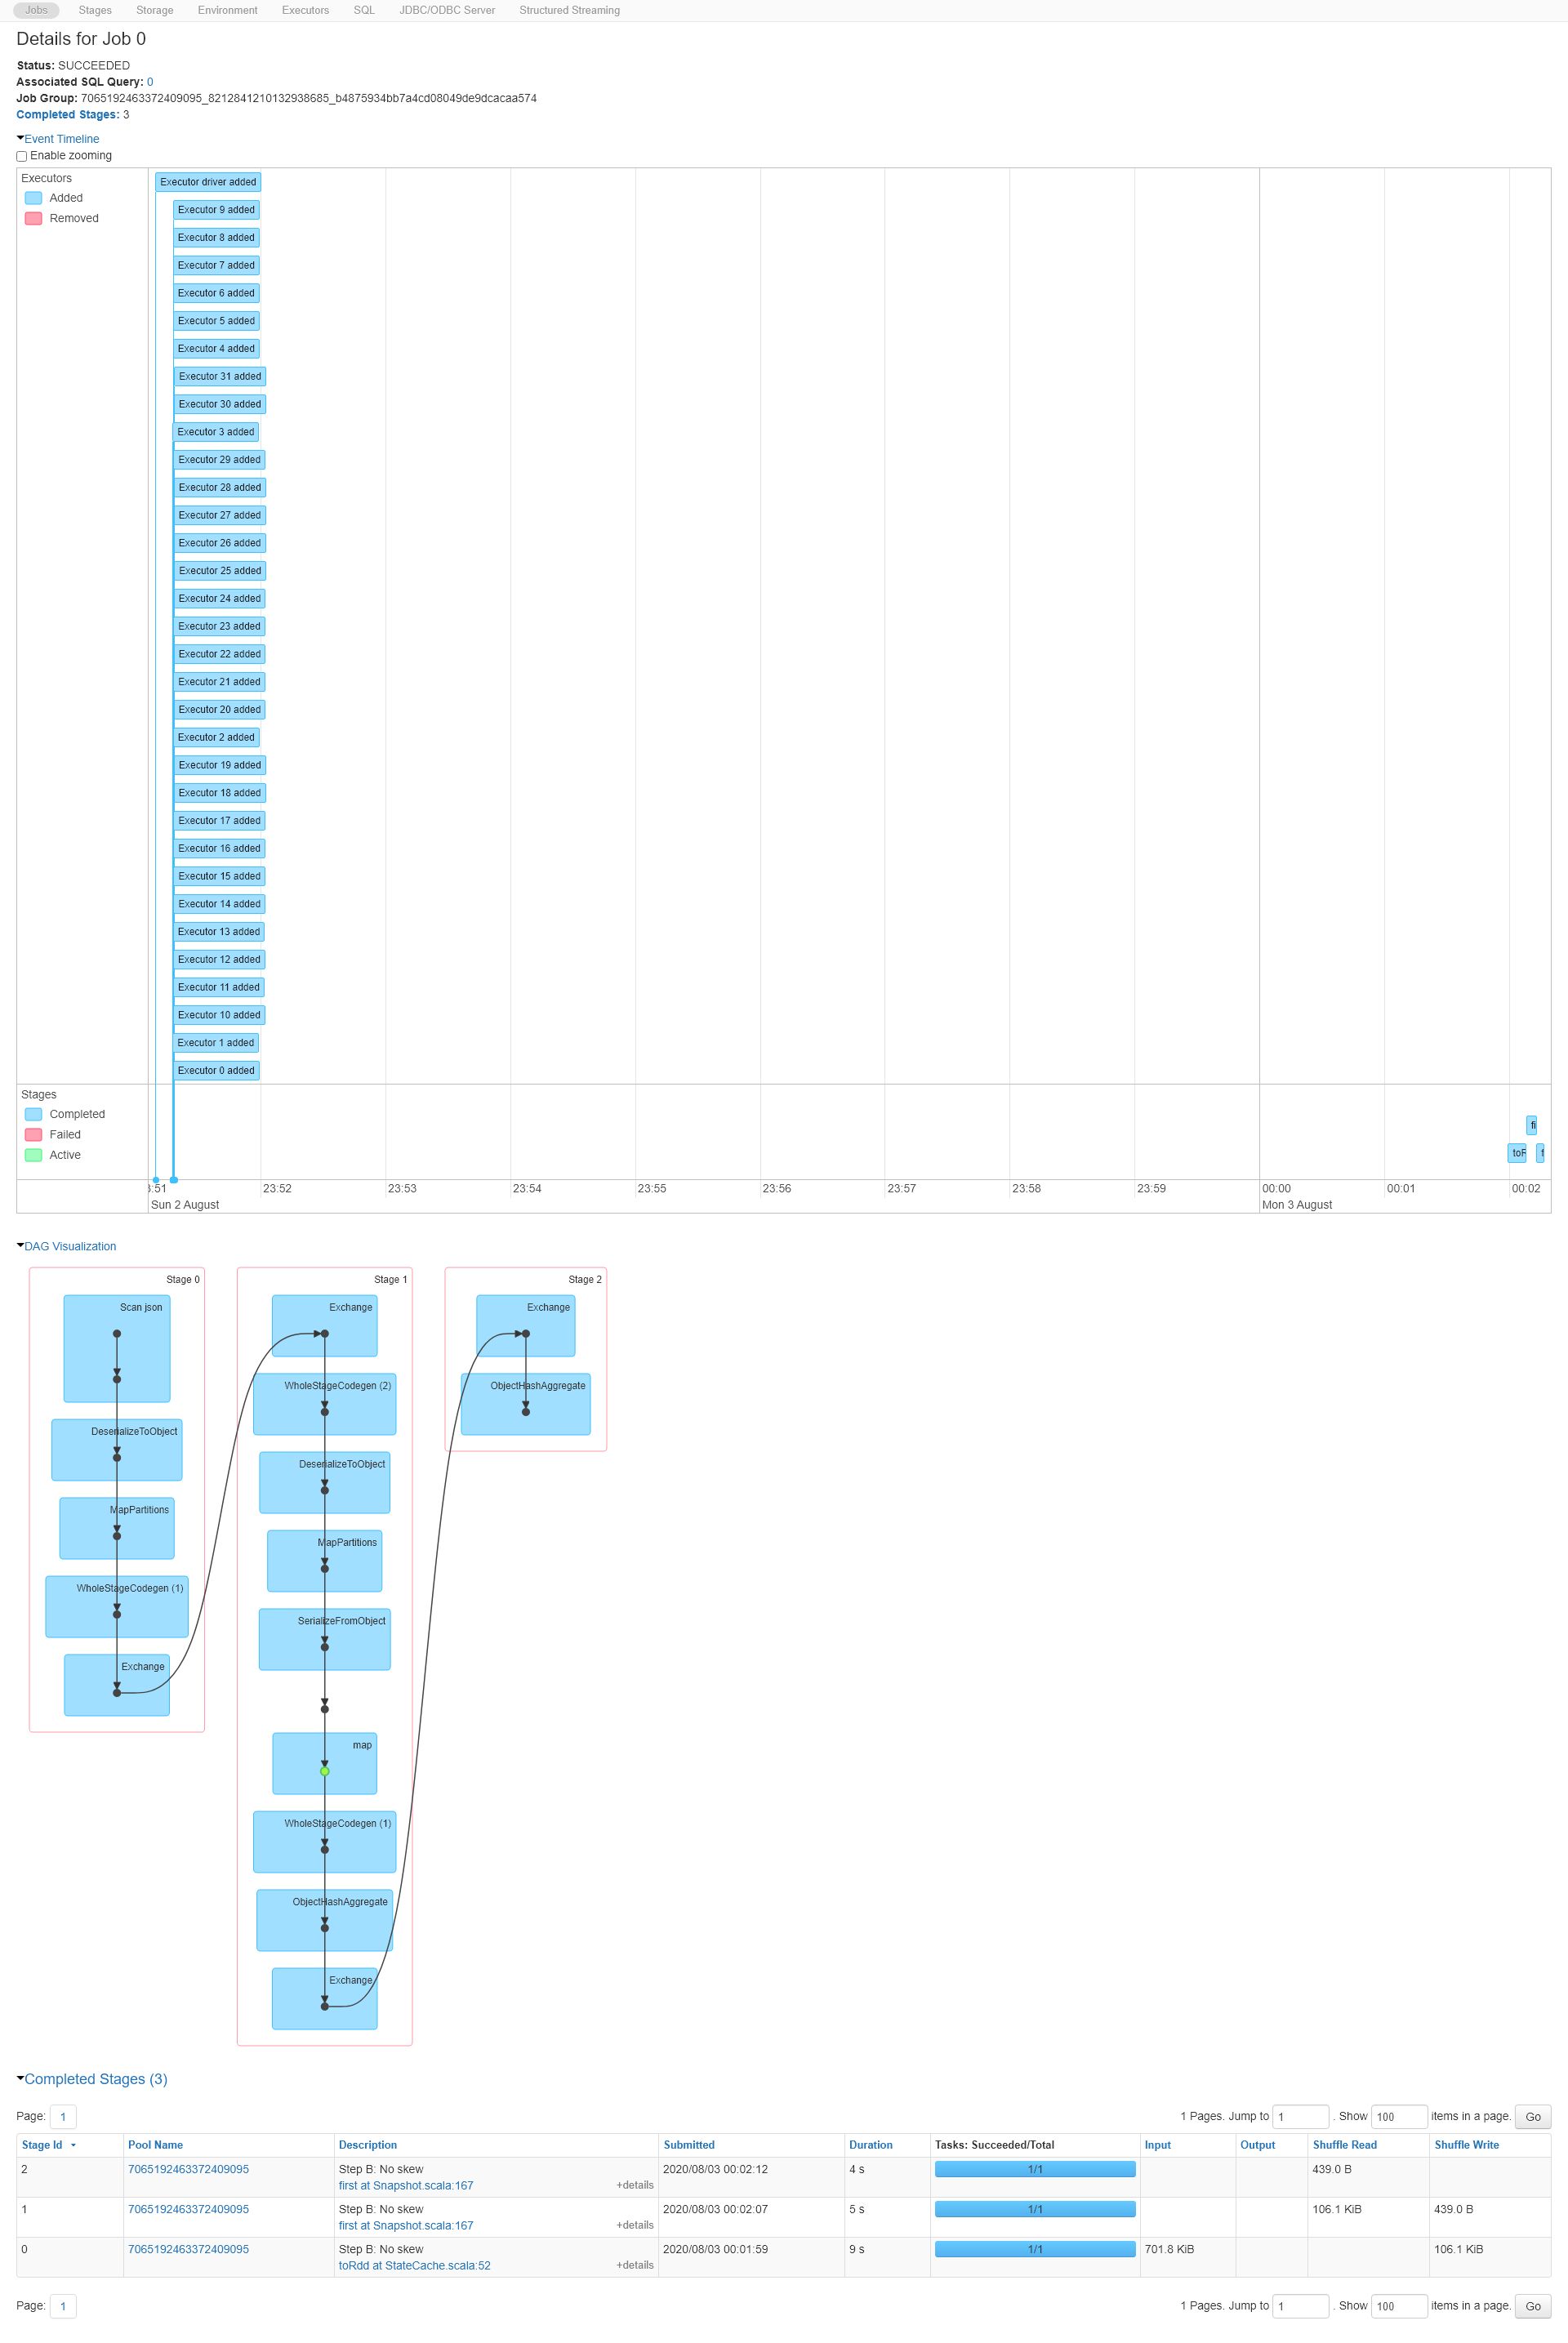 Jobs Stages Storage Environment Executors SQL JDBC/ODBC Server Structured Streaming
Details for Job 0
Status: SUCCEEDED
Associated SQL Query: 0
Job Group: 7065192463372409095_8212841210132938685_b4875934bb7a4cd08049de9dcacaa574
Completed Stages: 3
Event Timeline
Enable zooming
Executors
Added
Removed
Executor driver added
Executor 9 added
Executor 8 added
Executor 7 added
Executor 6 added
Executor 5 added
Executor 4 added
Executor 31 added
Executor 30 added
Executor 3 added
Executor 29 added
Executor 28 added
Executor 27 added
Executor 26 added
Executor 25 added
Executor 24 added
Executor 23 added
Executor 22 added
Executor 21 added
Executor 20 added
Executor 2 added
Executor 19 added
Executor 18 added
Executor 17 added
Executor 16 added
Executor 15 added
Executor 14 added
Executor 13 added
Executor 12 added
Executor 11 added
Executor 10 added
Executor 1 added
Executor 0 added
Stages
Completed
Failed
Active
fi
toR
:51 23:52 23:53 23:54 23:55 23:56 23:57 23:58 23:59 00:00 00:01 00:02
Sun 2 August Mon 3 August
DAG Visualization
Stage 0
Scan json
DeserializeToObject
MapPartitions
WholeStageCodegen (1)
Exchange
Stage 1
Exchange
WholeStageCodegen (2)
DeserializeToObject
MapPartitions
SerializeFromObject
map
WholeStageCodegen (1)
ObjectHashAggregate
Exchange
Stage 2
Exchange
ObjectHashAggregate
Completed Stages (3)
Page: 1 1 Pages. Jump to 1 . Show 100 items in a page. Go
Stage Id Pool Name Description Submitted Duration Tasks: Succeeded/Total Input Output Shuffle Read Shuffle Write
2 7065192463372409095 Step B: No skew 2020/08/03 00:02:12 4 s 1/1 439.0 B
first at Snapshot.scala:167 +details
1 7065192463372409095 Step B: No skew 2020/08/03 00:02:07 5 s 1/1 106.1 KiB 439.0 B
first at Snapshot.scala:167 +details
0 7065192463372409095 Step B: No skew 2020/08/03 00:01:59 9 s 1/1 701.8 KiB 106.1 KiB
toRdd at StateCache.scala:52 +details
Page: 1 1 Pages. Jump to 1 . Show 100 items in a page. Go